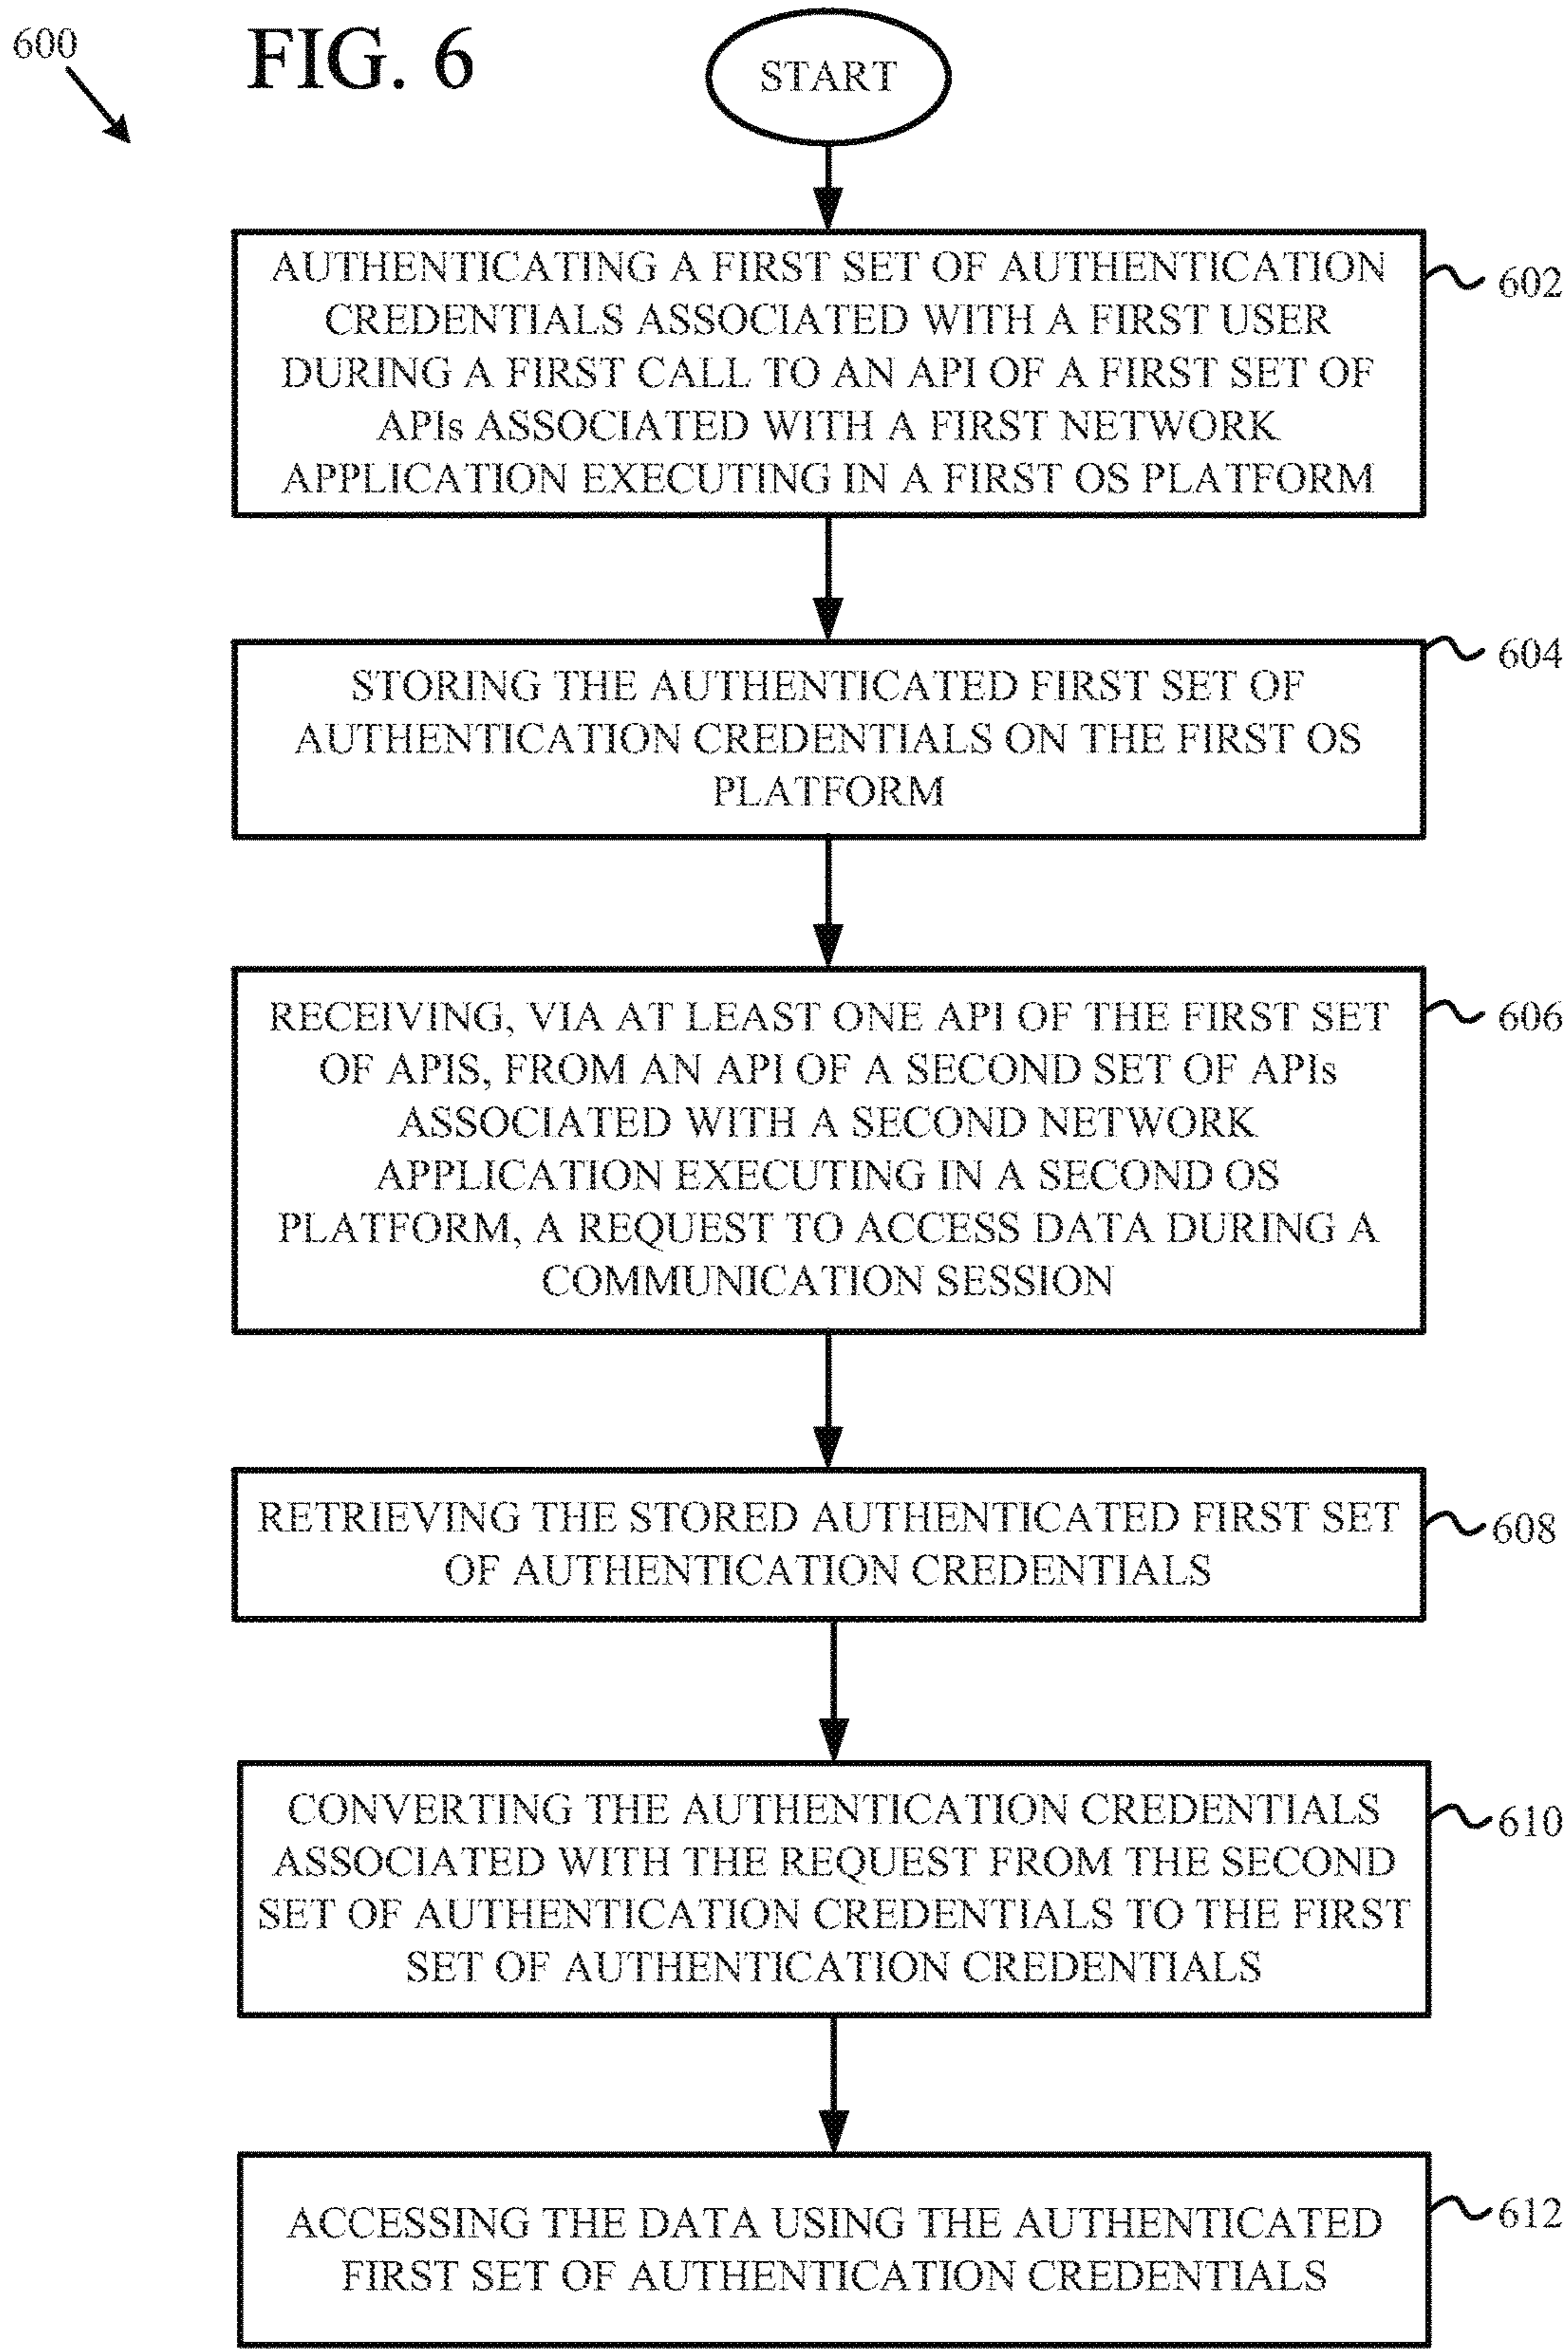 600
FIG. 6
START
AUTHENTICATING A FIRST SET OF AUTHENTICATION
CREDENTIALS ASSOCIATED WITH A FIRST USER
DURING A FIRST CALL TO AN API OF A FIRST SET OF
APIs ASSOCIATED WITH A FIRST NETWORK
APPLICATION EXECUTING IN A FIRST OS PLATFORM
602
STORING THE AUTHENTICATED FIRST SET OF
AUTHENTICATION CREDENTIALS ON THE FIRST OS
PLATFORM
604
RECEIVING, VIA AT LEAST ONE API OF THE FIRST SET
OF APIS, FROM AN API OF A SECOND SET OF APIs
ASSOCIATED WITH A SECOND NETWORK
APPLICATION EXECUTING IN A SECOND OS
PLATFORM, A REQUEST TO ACCESS DATA DURING A
COMMUNICATION SESSION
606
RETRIEVING THE STORED AUTHENTICATED FIRST SET
OF AUTHENTICATION CREDENTIALS
608
CONVERTING THE AUTHENTICATION CREDENTIALS
ASSOCIATED WITH THE REQUEST FROM THE SECOND
SET OF AUTHENTICATION CREDENTIALS TO THE FIRST
SET OF AUTHENTICATION CREDENTIALS
610
ACCESSING THE DATA USING THE AUTHENTICATED
FIRST SET OF AUTHENTICATION CREDENTIALS
612